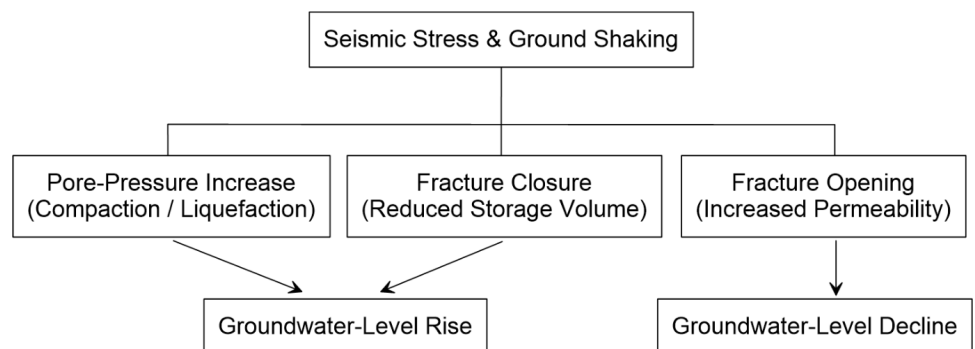 Seismic Stress & Ground Shaking
Pore-Pressure Increase
(Compaction / Liquefaction)
Fracture Closure
(Reduced Storage Volume)
Fracture Opening
(Increased Permeability)
Groundwater-Level Rise
Groundwater-Level Decline